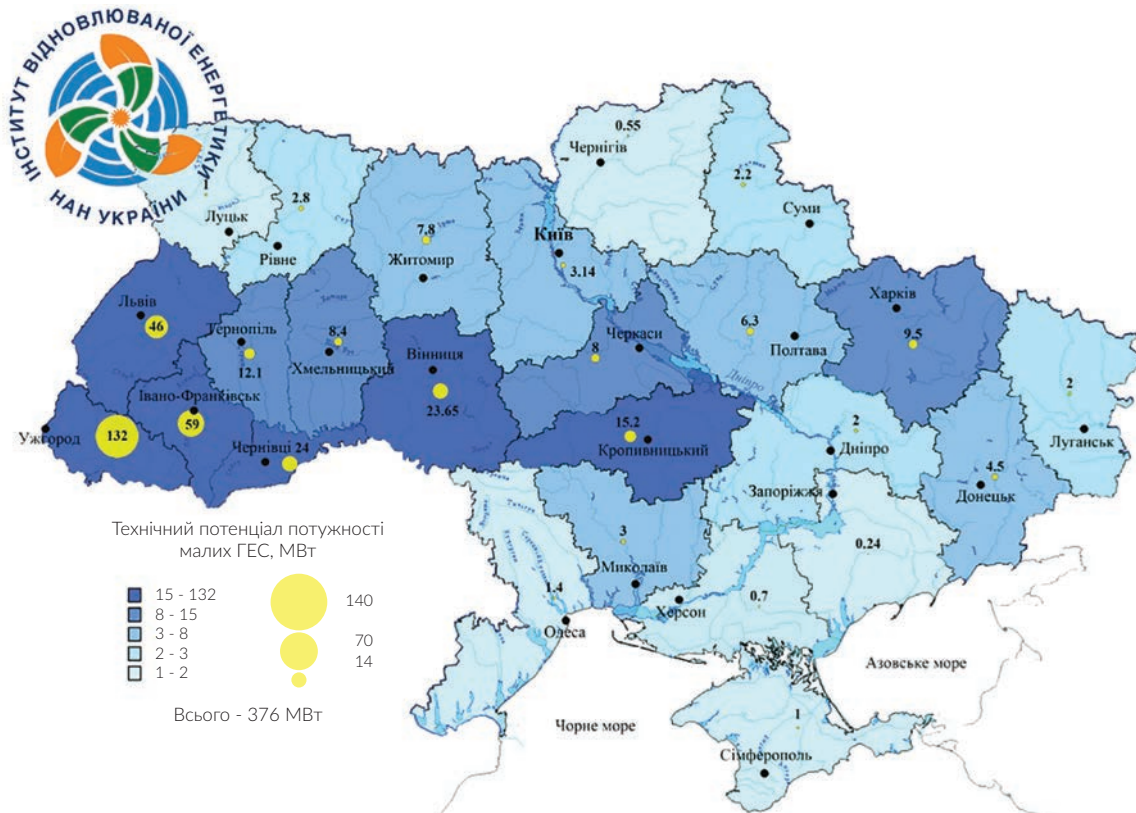 ІНСТИТУТ ВІДНОВЛЮВАНОЇ ЕНЕРГЕТИКИ
НАН УКРАЇНИ
0.55
Чернігів
1
2.8
2.2
Луцьк
Суми
Рівне
7.8
Київ
Житомир
3.14
Львів
46
Харків
9.5
Тернопіль
12.1
8.4
Хмельницький
Вінниця
23.65
Черкаси
8
6.3
Полтава
Дніпро
2
Луганськ
Івано-Франківськ
59
Ужгород
132
Чернівці 24
15.2
Кропивницький
2
Дніпро
4.5
Донецьк
Запоріжжя
0.24
3
Миколаїв
0.7
Херсон
1.4
Одеса
Азовське море
Чорне море
1
Сімферополь
Технічний потенціал потужності
малих ГЕС, МВт
15 - 132
8 - 15
3 - 8
2 - 3
1 - 2
140
70
14
Всього - 376 МВт